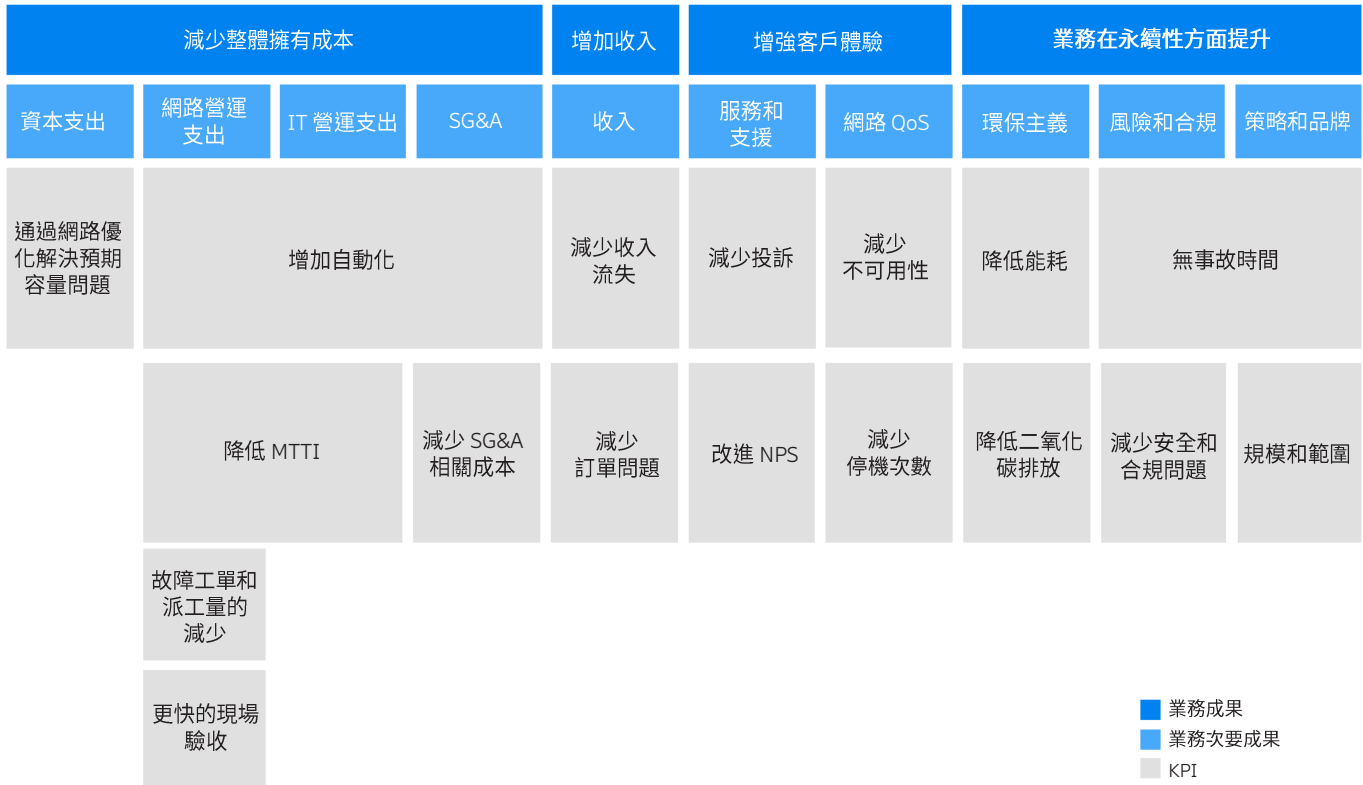 減少整體擁有成本
增加收入
增強客戶體驗
業務在永續性方面提升
資本支出
網路營運
支出
IT 營運支出
SG&A
收入
服務和
支援
網路 QoS
環保主義
風險和合規
策略和品牌
通過網路優
化解決預期
容量問題
增加自動化
減少收入
流失
減少投訴
減少
不可用性
降低能耗
無事故時間
降低 MTTI
減少 SG&A
相關成本
減少
訂單問題
改進 NPS
減少
停機次數
降低二氧化
碳排放
減少安全和
合規問題
規模和範圍
故障工單和
派工量的
減少
更快的現場
驗收
業務成果
業務次要成果
KPI